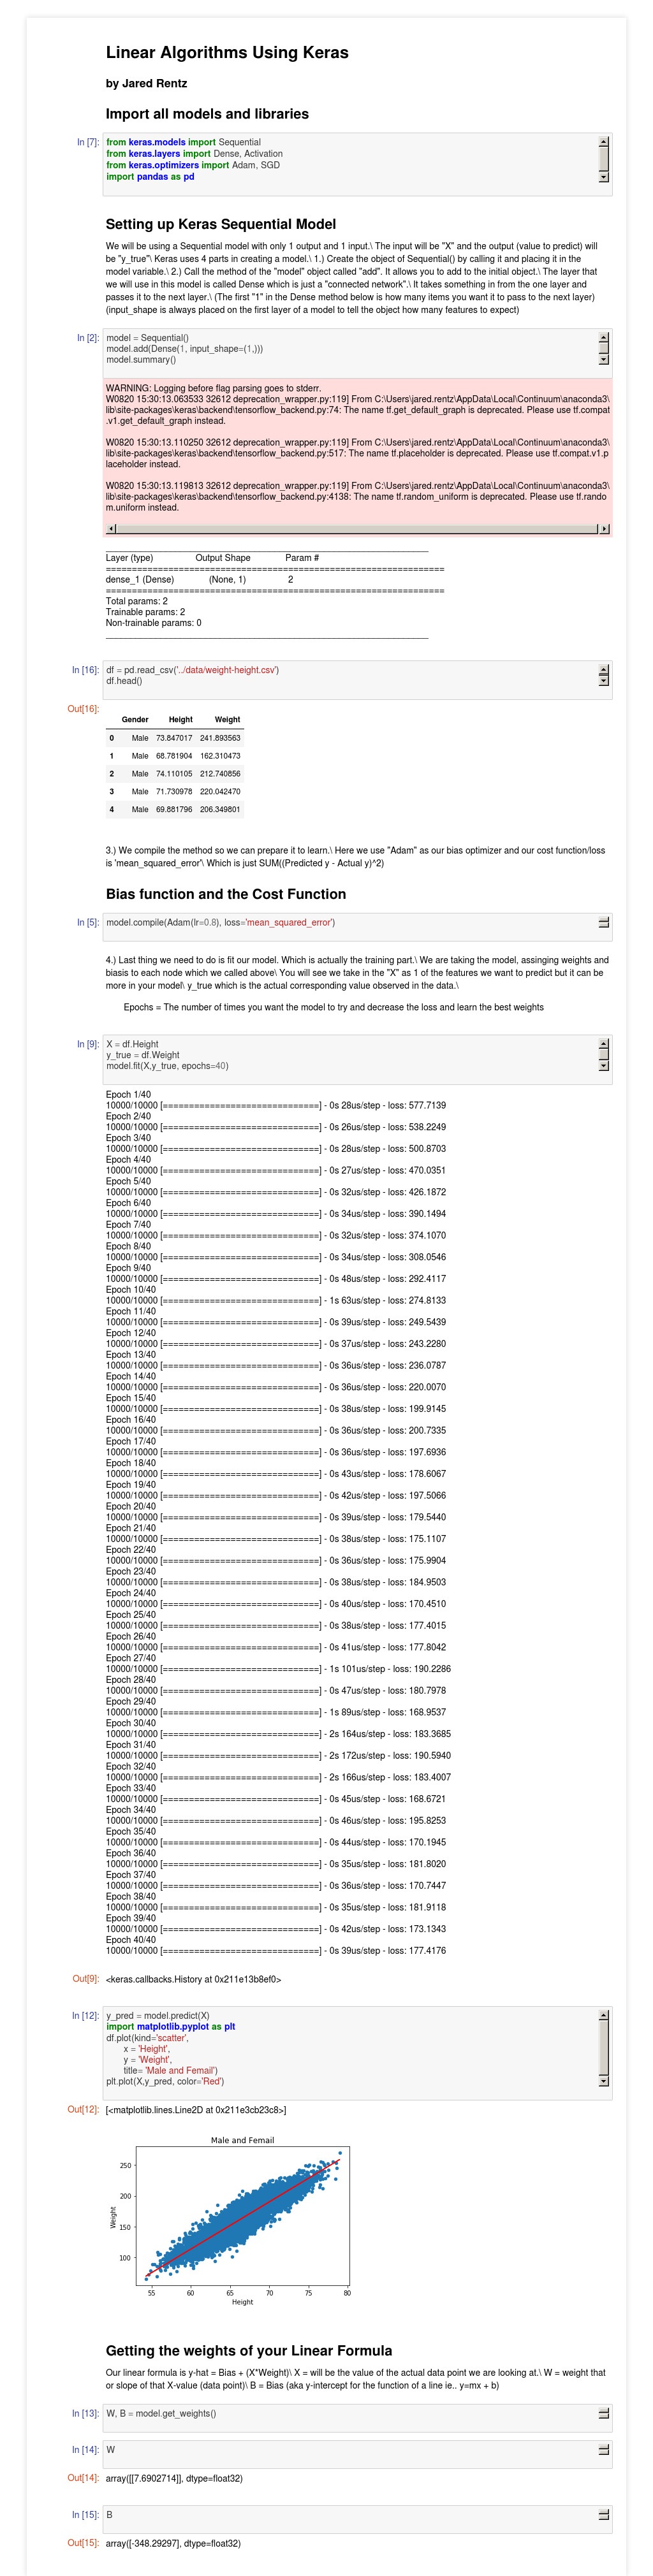 Linear Algorithms Using Keras
by Jared Rentz
Import all models and libraries
In [7]:
from keras.models import Sequential
from keras.layers import Dense, Activation
from keras.optimizers import Adam, SGD
import pandas as pd
Setting up Keras Sequential Model
We will be using a Sequential model with only 1 output and 1 input.\ The input will be "X" and the output (value to predict) will
be "y_true"\ Keras uses 4 parts in creating a model.\ 1.) Create the object of Sequential() by calling it and placing it in the
model variable.\ 2.) Call the method of the "model" object called "add". It allows you to add to the initial object.\ The layer that
we will use in this model is called Dense which is just a "connected network".\ It takes something in from the one layer and
passes it to the next layer.\ (The first "1" in the Dense method below is how many items you want it to pass to the next layer)
(input_shape is always placed on the first layer of a model to tell the object how many features to expect)
In [2]:
model = Sequential()
model.add(Dense(1, input_shape=(1,)))
model.summary()
WARNING: Logging before flag parsing goes to stderr.
W0820 15:30:13.063533 32612 deprecation_wrapper.py:119] From C:\Users\jared.rentz\AppData\Local\Continuum\anaconda3\
lib\site-packages\keras\backend\tensorflow_backend.py:74: The name tf.get_default_graph is deprecated. Please use tf.compat
.v1.get_default_graph instead.
W0820 15:30:13.110250 32612 deprecation_wrapper.py:119] From C:\Users\jared.rentz\AppData\Local\Continuum\anaconda3\
lib\site-packages\keras\backend\tensorflow_backend.py:517: The name tf.placeholder is deprecated. Please use tf.compat.v1.p
laceholder instead.
W0820 15:30:13.119813 32612 deprecation_wrapper.py:119] From C:\Users\jared.rentz\AppData\Local\Continuum\anaconda3\
lib\site-packages\keras\backend\tensorflow_backend.py:4138: The name tf.random_uniform is deprecated. Please use tf.rando
m.uniform instead.
_________________________________________________________________
Layer (type) Output Shape Param #
=================================================================
dense_1 (Dense) (None, 1) 2
=================================================================
Total params: 2
Trainable params: 2
Non-trainable params: 0
_________________________________________________________________
In [16]:
df = pd.read_csv('../data/weight-height.csv')
df.head()
Out[16]:
Gender Height Weight
0 Male 73.847017 241.893563
1 Male 68.781904 162.310473
2 Male 74.110105 212.740856
3 Male 71.730978 220.042470
4 Male 69.881796 206.349801
3.) We compile the method so we can prepare it to learn.\ Here we use "Adam" as our bias optimizer and our cost function/loss
is 'mean_squared_error'\ Which is just SUM((Predicted y - Actual y)^2)
Bias function and the Cost Function
In [5]:
model.compile(Adam(lr=0.8), loss='mean_squared_error')
4.) Last thing we need to do is fit our model. Which is actually the training part.\ We are taking the model, assinging weights and
biasis to each node which we called above\ You will see we take in the "X" as 1 of the features we want to predict but it can be
more in your model\ y_true which is the actual corresponding value observed in the data.\
Epochs = The number of times you want the model to try and decrease the loss and learn the best weights
In [9]:
X = df.Height
y_true = df.Weight
model.fit(X,y_true, epochs=40)
Epoch 1/40
10000/10000 [==============================] - 0s 28us/step - loss: 577.7139
Epoch 2/40
10000/10000 [==============================] - 0s 26us/step - loss: 538.2249
Epoch 3/40
10000/10000 [==============================] - 0s 28us/step - loss: 500.8703
Epoch 4/40
10000/10000 [==============================] - 0s 27us/step - loss: 470.0351
Epoch 5/40
10000/10000 [==============================] - 0s 32us/step - loss: 426.1872
Epoch 6/40
10000/10000 [==============================] - 0s 34us/step - loss: 390.1494
Epoch 7/40
10000/10000 [==============================] - 0s 32us/step - loss: 374.1070
Epoch 8/40
10000/10000 [==============================] - 0s 34us/step - loss: 308.0546
Epoch 9/40
10000/10000 [==============================] - 0s 48us/step - loss: 292.4117
Epoch 10/40
10000/10000 [==============================] - 1s 63us/step - loss: 274.8133
Epoch 11/40
10000/10000 [==============================] - 0s 39us/step - loss: 249.5439
Epoch 12/40
10000/10000 [==============================] - 0s 37us/step - loss: 243.2280
Epoch 13/40
10000/10000 [==============================] - 0s 36us/step - loss: 236.0787
Epoch 14/40
10000/10000 [==============================] - 0s 36us/step - loss: 220.0070
Epoch 15/40
10000/10000 [==============================] - 0s 38us/step - loss: 199.9145
Epoch 16/40
10000/10000 [==============================] - 0s 36us/step - loss: 200.7335
Epoch 17/40
10000/10000 [==============================] - 0s 36us/step - loss: 197.6936
Epoch 18/40
10000/10000 [==============================] - 0s 43us/step - loss: 178.6067
Epoch 19/40
10000/10000 [==============================] - 0s 42us/step - loss: 197.5066
Epoch 20/40
10000/10000 [==============================] - 0s 39us/step - loss: 179.5440
Epoch 21/40
10000/10000 [==============================] - 0s 38us/step - loss: 175.1107
Epoch 22/40
10000/10000 [==============================] - 0s 36us/step - loss: 175.9904
Epoch 23/40
10000/10000 [==============================] - 0s 38us/step - loss: 184.9503
Epoch 24/40
10000/10000 [==============================] - 0s 40us/step - loss: 170.4510
Epoch 25/40
10000/10000 [==============================] - 0s 38us/step - loss: 177.4015
Epoch 26/40
10000/10000 [==============================] - 0s 41us/step - loss: 177.8042
Epoch 27/40
10000/10000 [==============================] - 1s 101us/step - loss: 190.2286
Epoch 28/40
10000/10000 [==============================] - 0s 47us/step - loss: 180.7978
Epoch 29/40
10000/10000 [==============================] - 1s 89us/step - loss: 168.9537
Epoch 30/40
10000/10000 [==============================] - 2s 164us/step - loss: 183.3685
Epoch 31/40
10000/10000 [==============================] - 2s 172us/step - loss: 190.5940
Epoch 32/40
10000/10000 [==============================] - 2s 166us/step - loss: 183.4007
Epoch 33/40
10000/10000 [==============================] - 0s 45us/step - loss: 168.6721
Epoch 34/40
10000/10000 [==============================] - 0s 46us/step - loss: 195.8253
Epoch 35/40
10000/10000 [==============================] - 0s 44us/step - loss: 170.1945
Epoch 36/40
10000/10000 [==============================] - 0s 35us/step - loss: 181.8020
Epoch 37/40
10000/10000 [==============================] - 0s 36us/step - loss: 170.7447
Epoch 38/40
10000/10000 [==============================] - 0s 35us/step - loss: 181.9118
Epoch 39/40
10000/10000 [==============================] - 0s 42us/step - loss: 173.1343
Epoch 40/40
10000/10000 [==============================] - 0s 39us/step - loss: 177.4176
Out[9]: <keras.callbacks.History at 0x211e13b8ef0>
In [12]:
y_pred = model.predict(X)
import matplotlib.pyplot as plt
df.plot(kind='scatter',
x = 'Height',
y = 'Weight',
title= 'Male and Femail')
plt.plot(X,y_pred, color='Red')
Out[12]: [<matplotlib.lines.Line2D at 0x211e3cb23c8>]
Male and Femail
250
200
150
100
Weight
55 60 65 70 75 80
Height
Getting the weights of your Linear Formula
Our linear formula is y-hat = Bias + (X*Weight)\ X = will be the value of the actual data point we are looking at.\ W = weight that
or slope of that X-value (data point)\ B = Bias (aka y-intercept for the function of a line ie.. y=mx + b)
In [13]: W, B = model.get_weights()
In [14]: W
Out[14]: array([[7.6902714]], dtype=float32)
In [15]: B
Out[15]: array([-348.29297], dtype=float32)